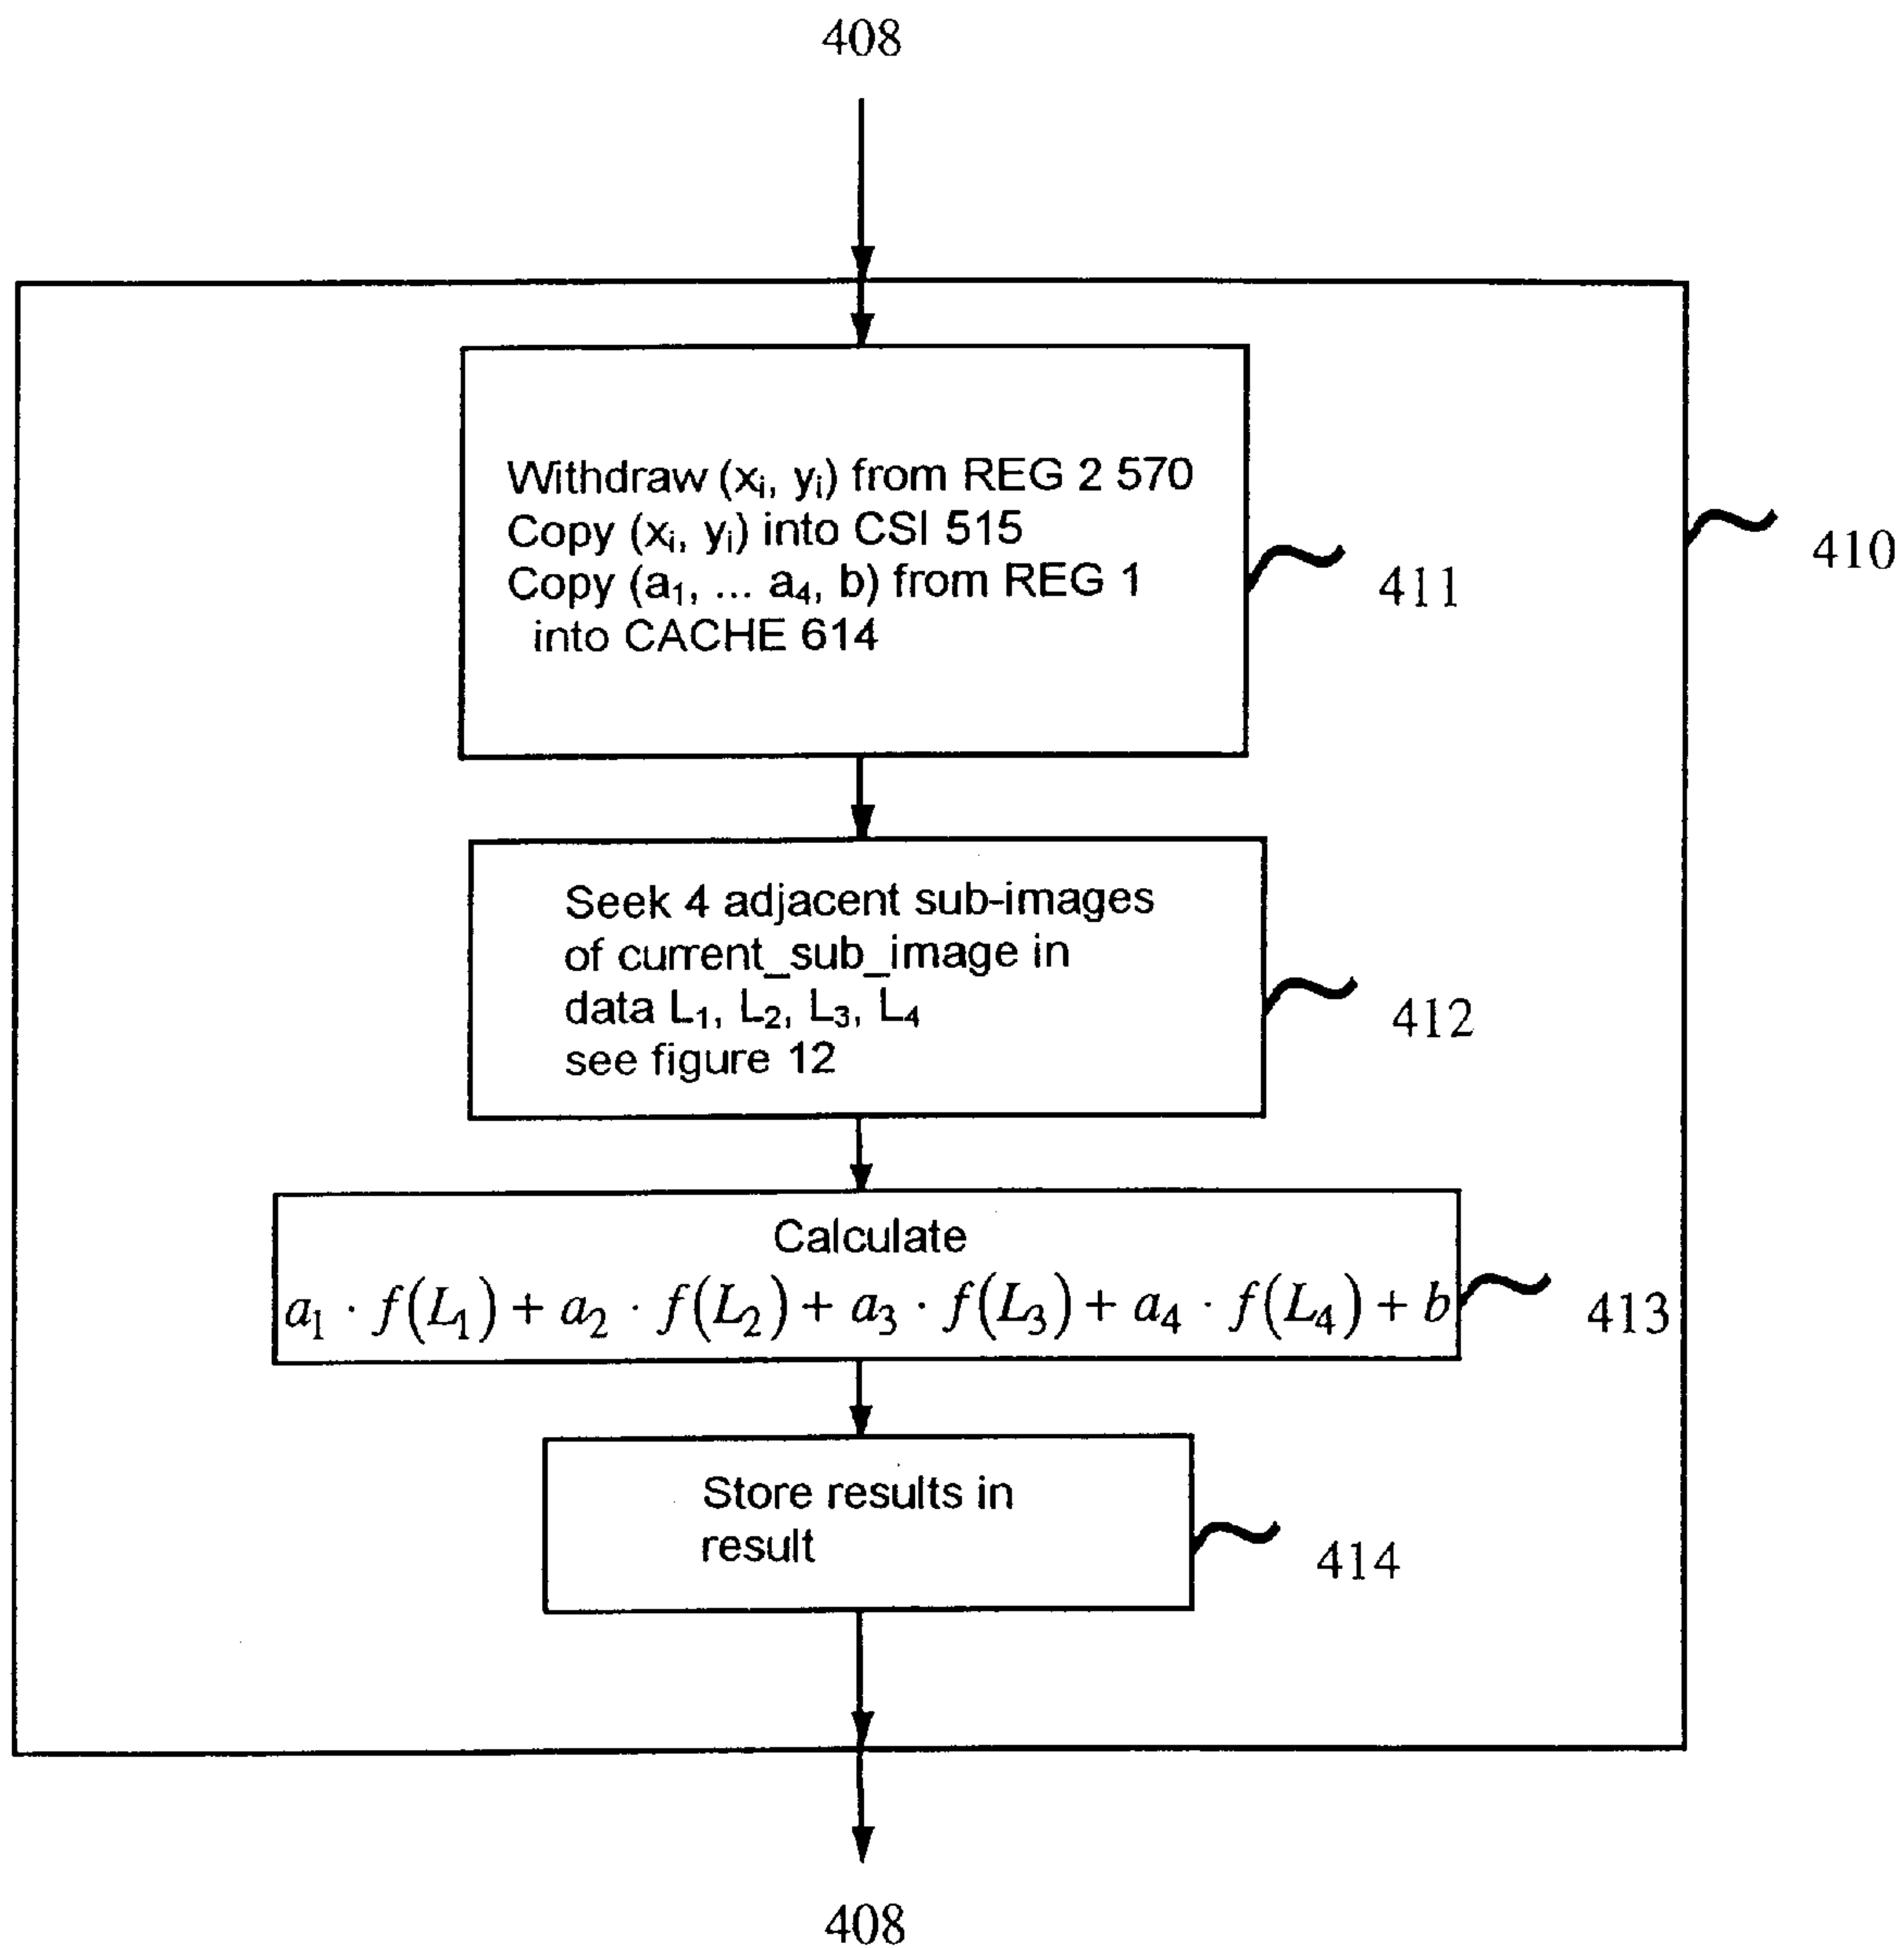 408
410
Withdraw (xᵢ, yᵢ) from REG 2 570
Copy (xᵢ, yᵢ) into CSI 515
Copy (a₁, ... a₄, b) from REG 1
into CACHE 614
411
Seek 4 adjacent sub-images
of current_sub_image in
data L₁, L₂, L₃, L₄
see figure 12
412
Calculate
a₁ · f(L₁) + a₂ · f(L₂) + a₃ · f(L₃) + a₄ · f(L₄) + b
413
Store results in
result
414
408